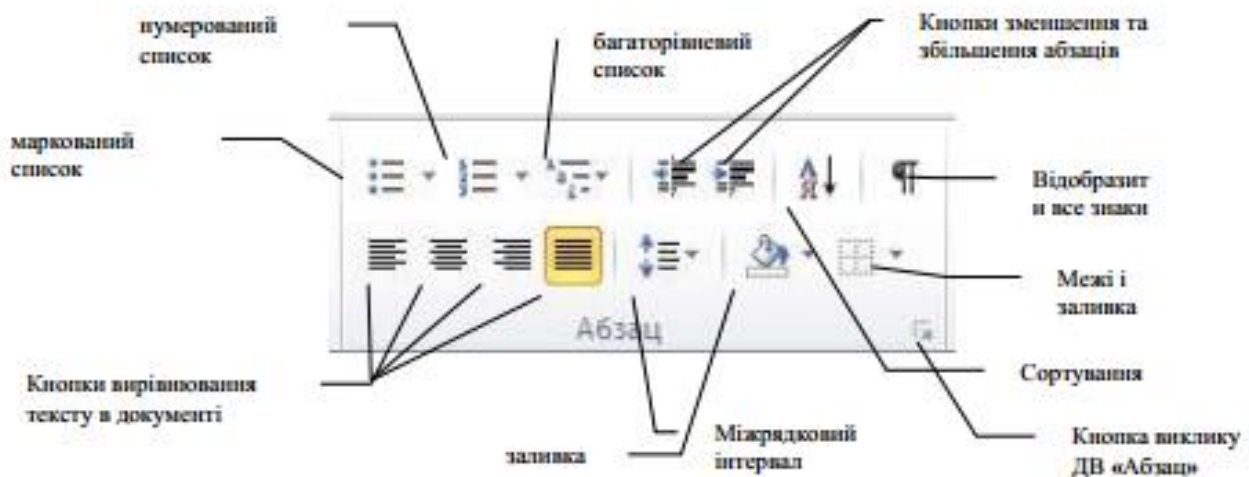 нумерований
список
багаторівневий
список
Кнопки зменшення та
збільшення абзаців
маркований
список
Відобразит
и все знаки
Межі і
заливка
Абзац
Кнопки вирівнювання
тексту в документі
Сортування
заливка
Міжрядковий
інтервал
Кнопка виклику
ДВ «Абзац»